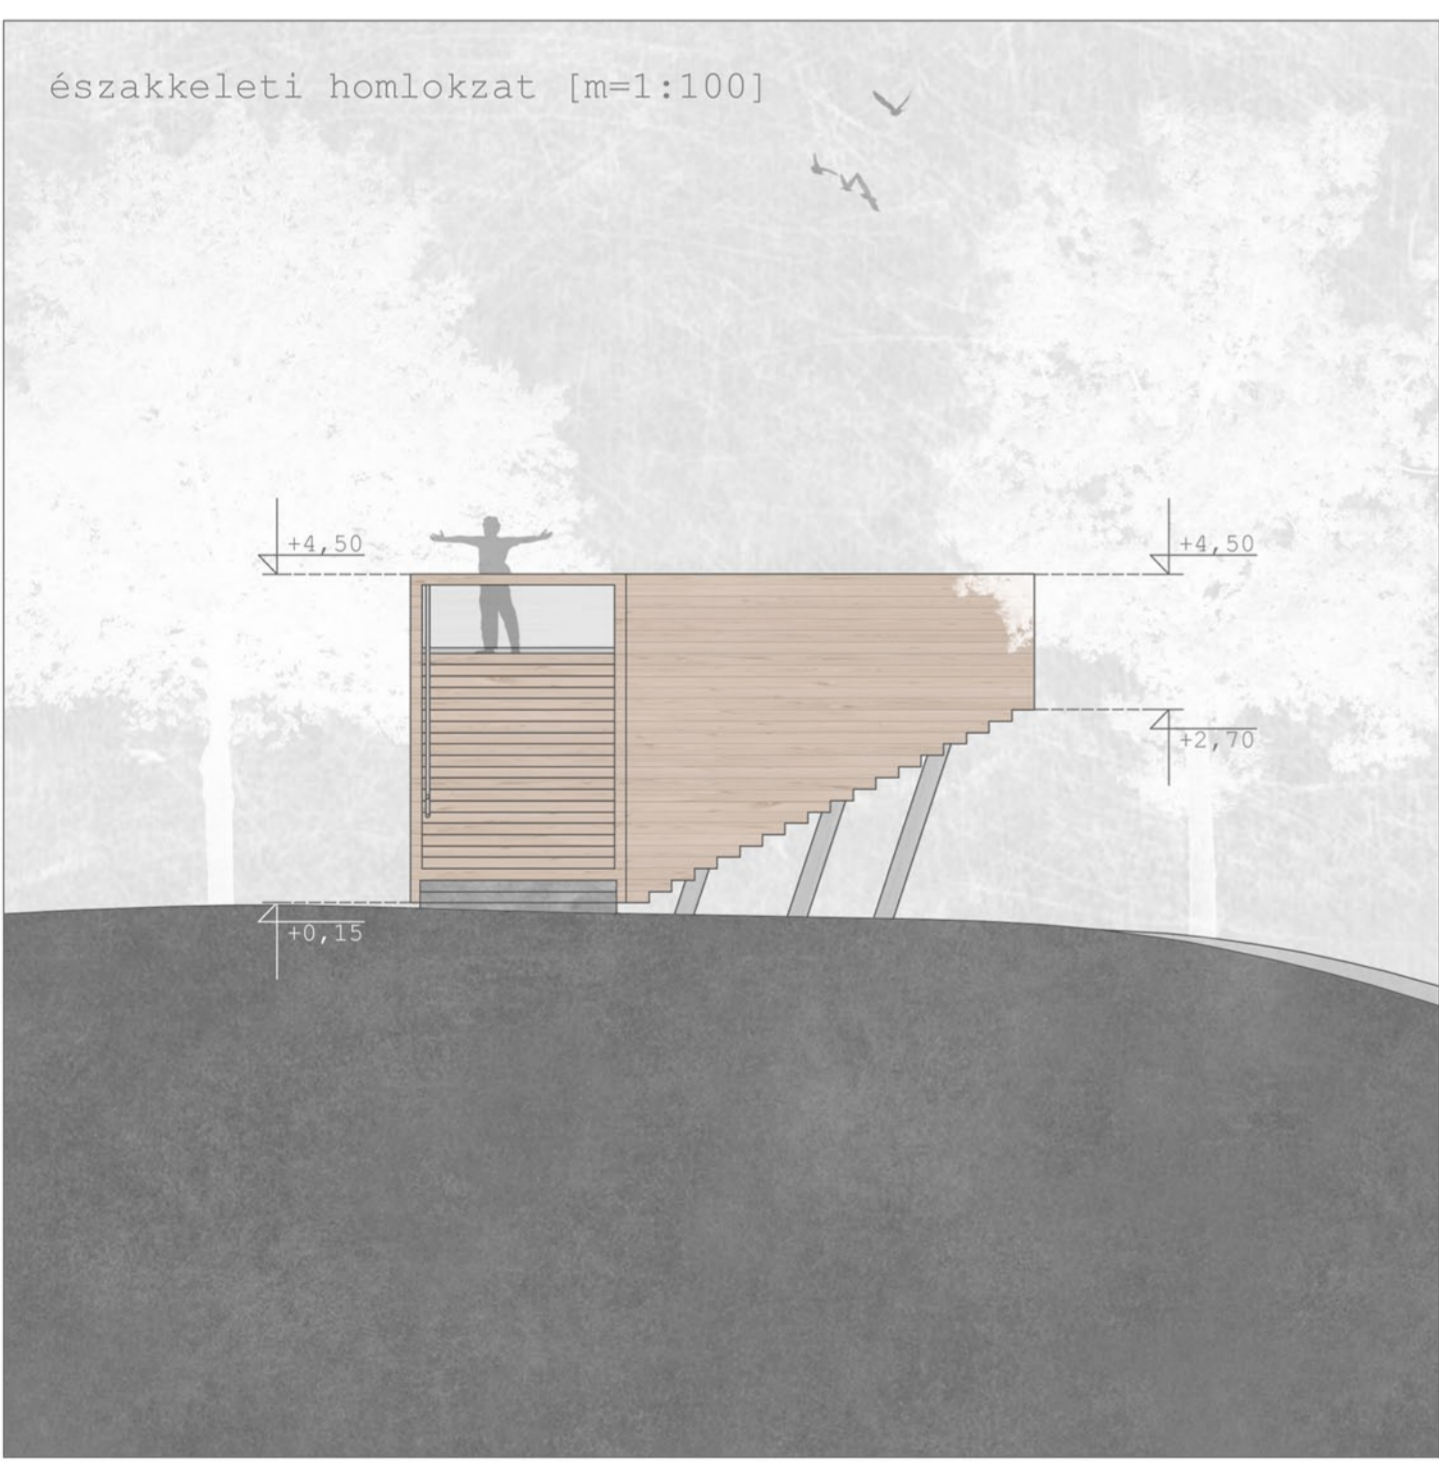 északkeleti homlokzat [m=1:100]
+4,50
+4,50
+2,70
+0,15